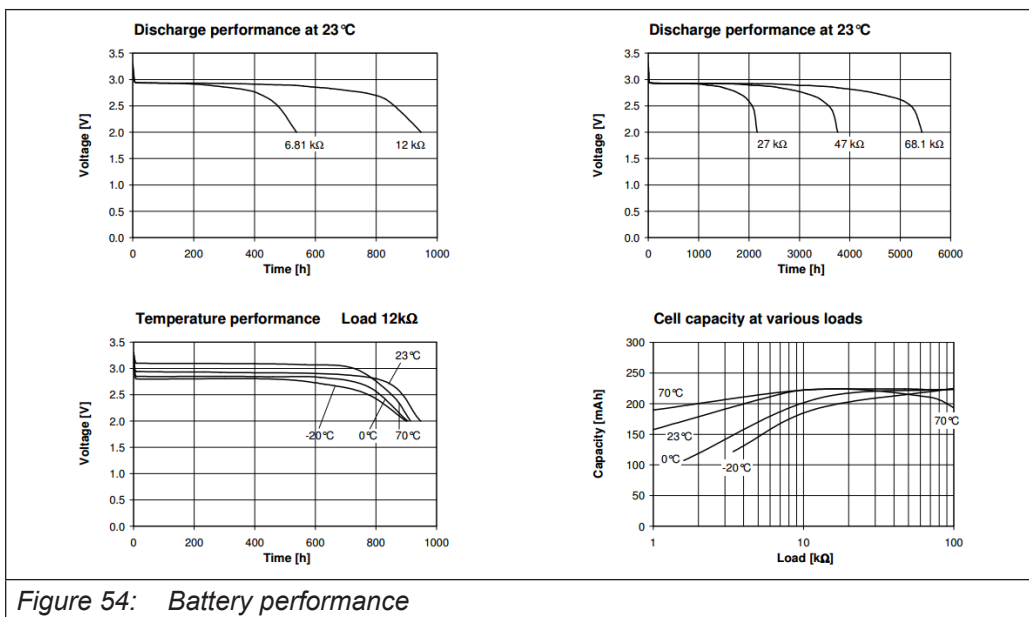 Discharge performance at 23°C
3.5
3.0
2.5
2.0
1.5
1.0
0.5
0.0
Voltage [V]
6.81 kΩ
12 kΩ
0
200
400
600
800
1000
Time [h]
Discharge performance at 23°C
3.5
3.0
2.5
2.0
1.5
1.0
0.5
0.0
Voltage [V]
27 kΩ
47 kΩ
68.1 kΩ
0
1000
2000
3000
4000
5000
6000
Time [h]
Temperature performance Load 12kΩ
3.5
3.0
2.5
2.0
1.5
1.0
0.5
0.0
Voltage [V]
23°C
-20°C
0°C
70°C
0
200
400
600
800
1000
Time [h]
Cell capacity at various loads
300
250
200
150
100
50
0
Capacity [mAh]
70°C
23°C
0°C
-20°C
70°C
1
10
100
Load [kΩ]
Figure 54: Battery performance